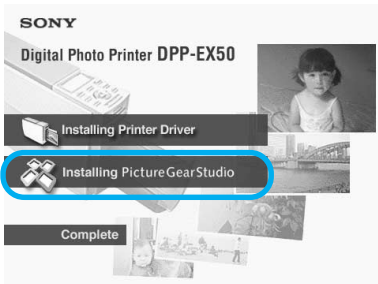 SONY
Digital Photo Printer DPP-EX50
Installing Printer Driver
Installing PictureGearStudio
Complete